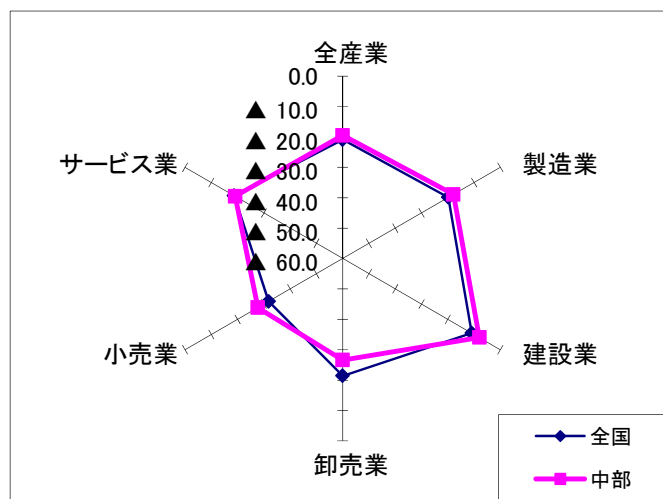 全産業
0.0
▲ 10.0
▲ 20.0
▲ 30.0
▲ 40.0
▲ 50.0
▲ 60.0
サービス業
製造業
小売業
建設業
卸売業
全国
中部